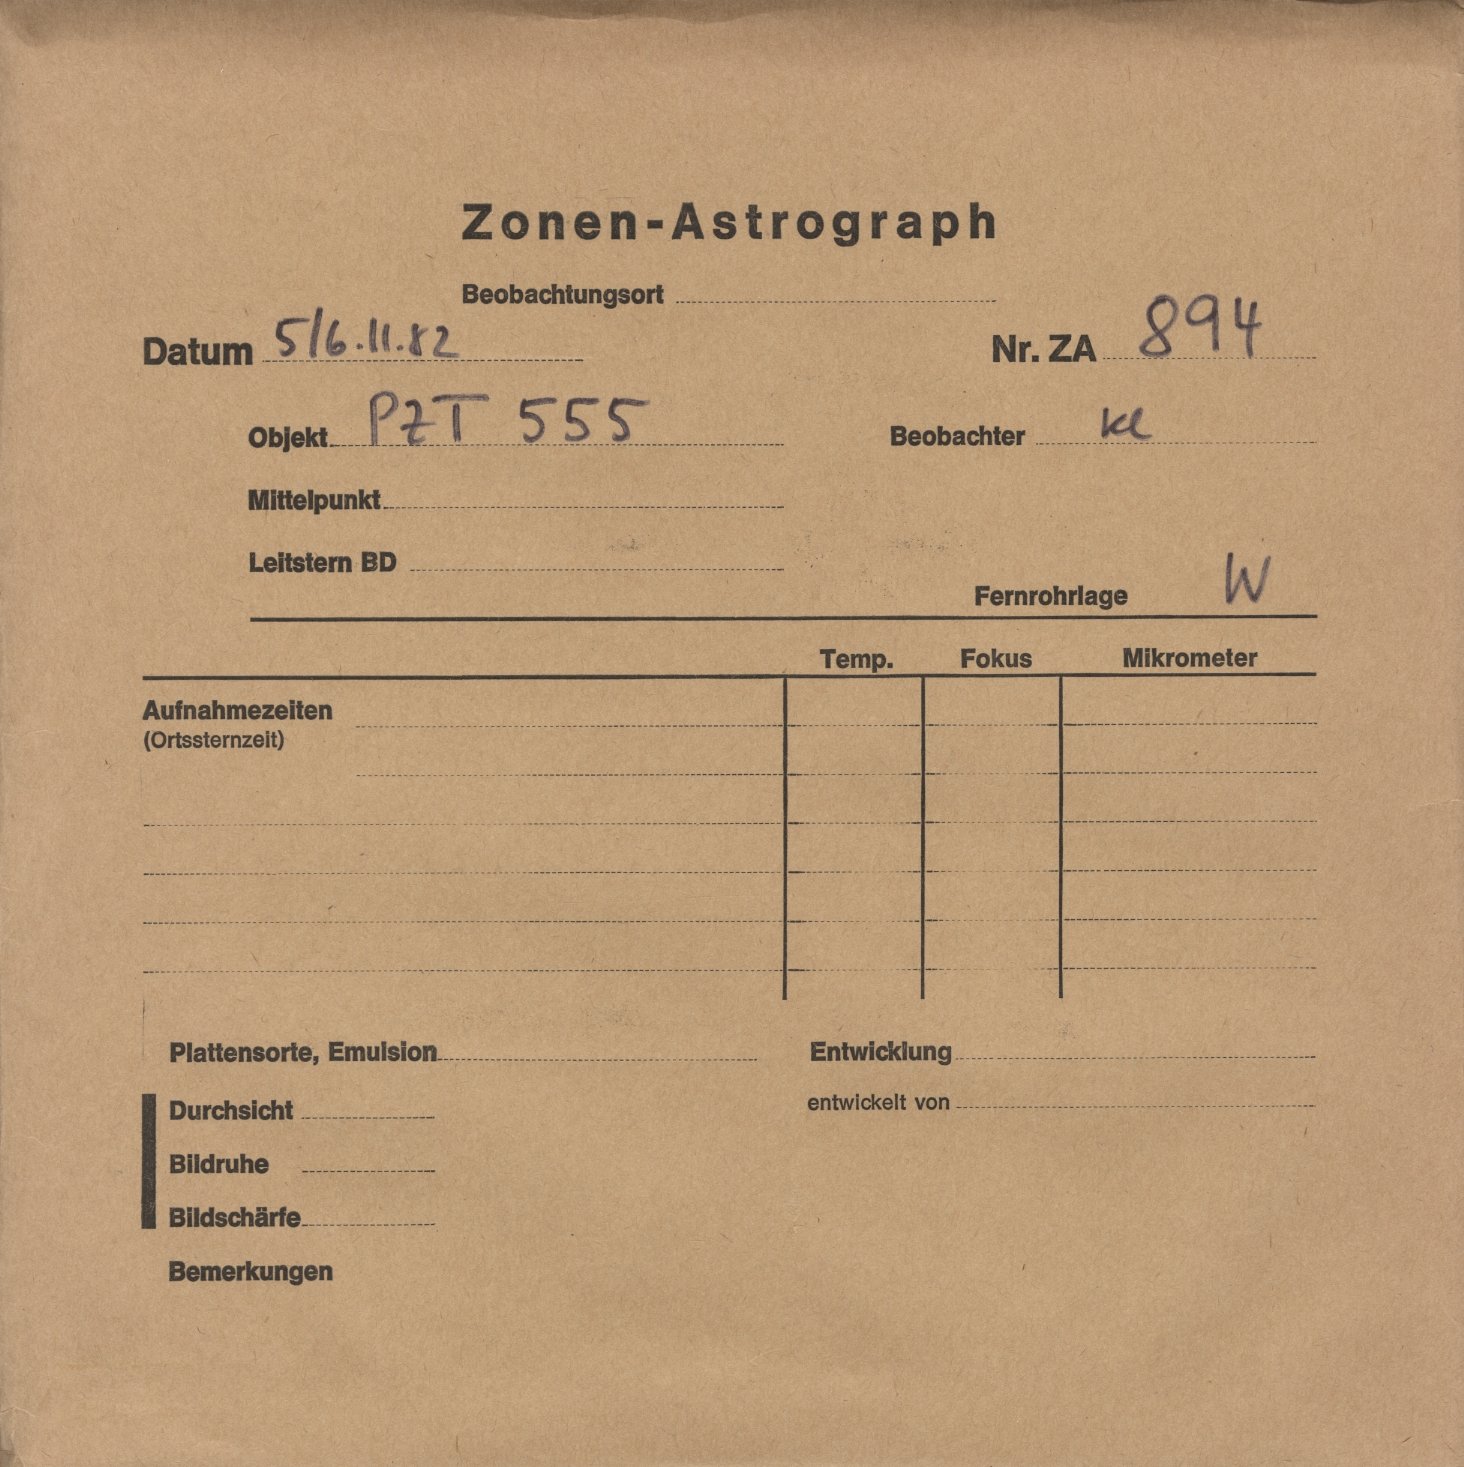 Zonen-Astrograph
Beobachtungsort
Datum 5/6.11.82
Nr. ZA 894
Objekt PZT 555
Beobachter Kl
Mittelpunkt
Leitstern BD
Fernrohrlage W
Temp. Fokus Mikrometer
Aufnahmezeiten
(Ortssternzeit)
Plattensorte, Emulsion
Entwicklung
Durchsicht
entwickelt von
Bildruhe
Bildschärfe
Bemerkungen